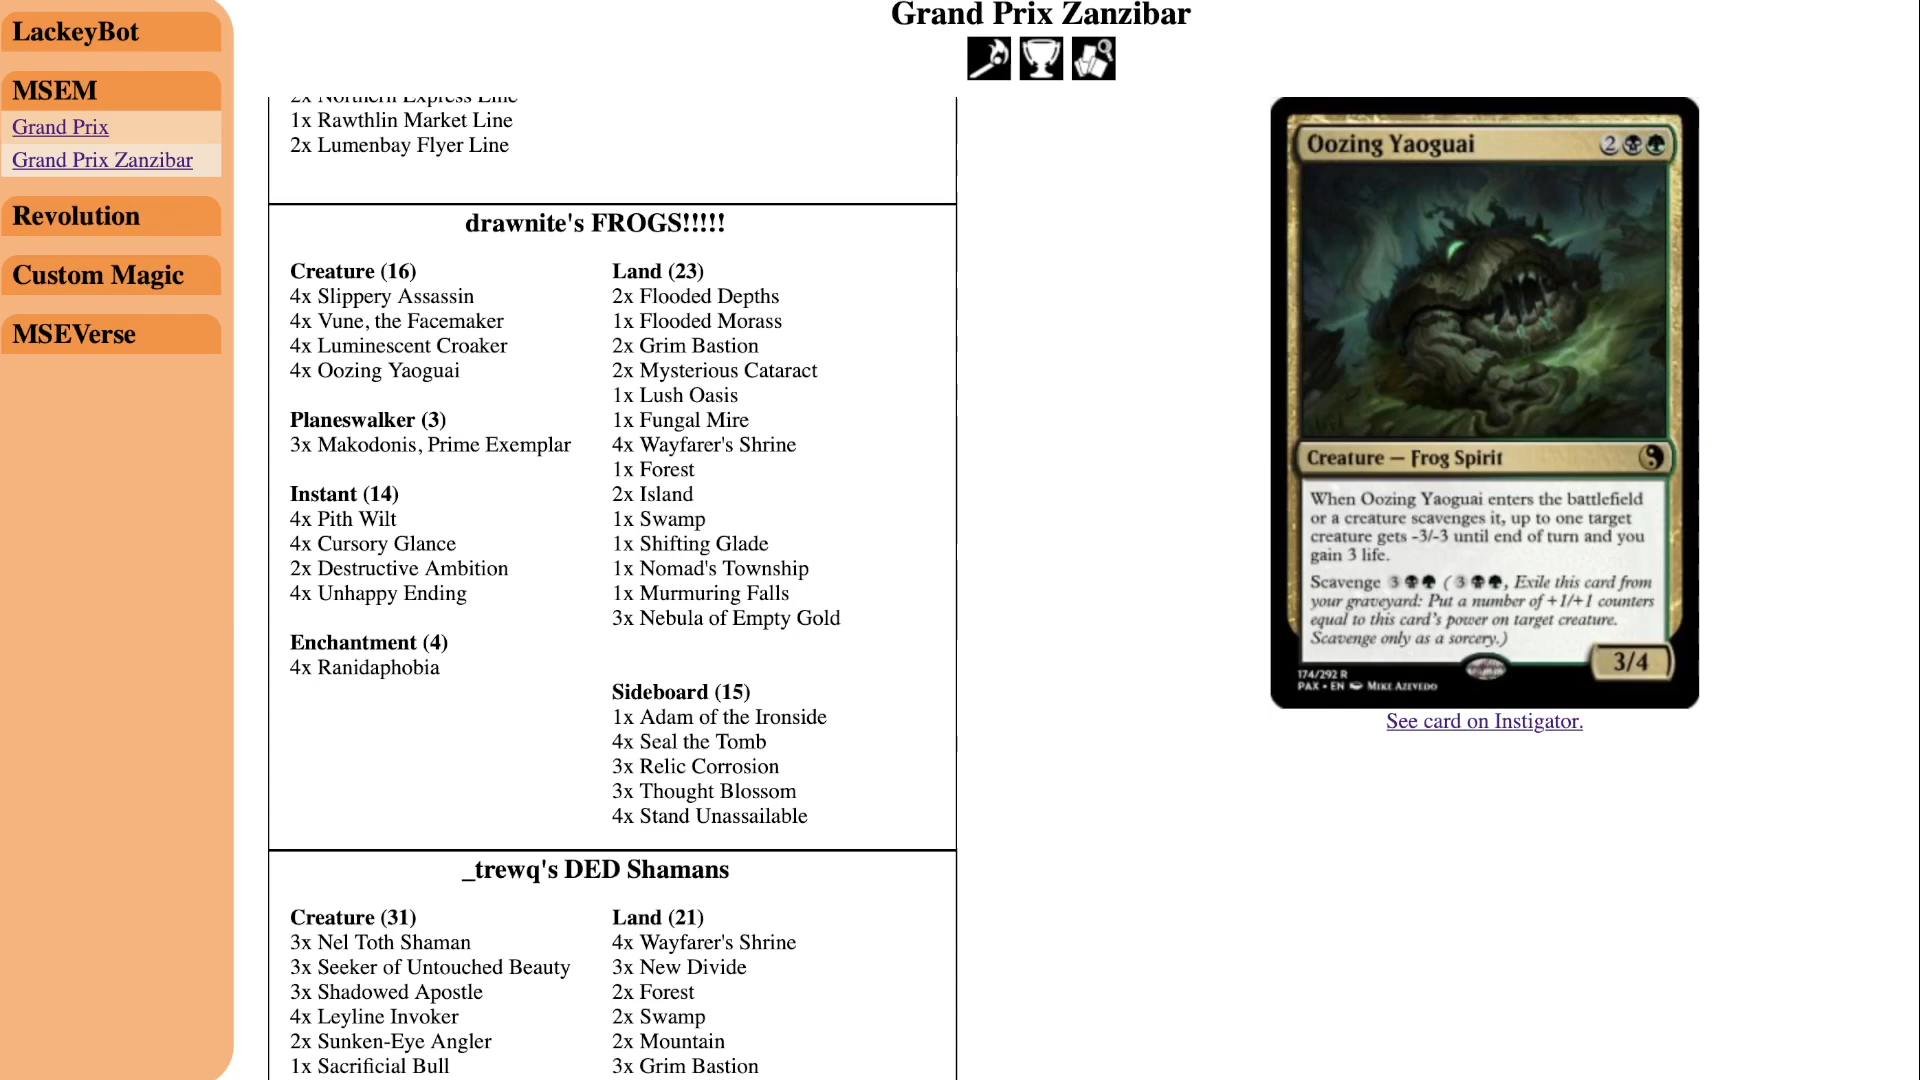 LackeyBot
MSEM
Grand Prix
Grand Prix Zanzibar
Revolution
Custom Magic
MSEVerse
Grand Prix Zanzibar
2x Northern Express Line
1x Rawthlin Market Line
2x Lumenbay Flyer Line
drawnite's FROGS!!!!!
Creature (16)
4x Slippery Assassin
4x Vune, the Facemaker
4x Luminescent Croaker
4x Oozing Yaoguai
Planeswalker (3)
3x Makodonis, Prime Exemplar
Instant (14)
4x Pith Wilt
4x Cursory Glance
2x Destructive Ambition
4x Unhappy Ending
Enchantment (4)
4x Ranidaphobia
Land (23)
2x Flooded Depths
1x Flooded Morass
2x Grim Bastion
2x Mysterious Cataract
1x Lush Oasis
1x Fungal Mire
4x Wayfarer's Shrine
1x Forest
2x Island
1x Swamp
1x Shifting Glade
1x Nomad's Township
1x Murmuring Falls
3x Nebula of Empty Gold
Sideboard (15)
1x Adam of the Ironside
4x Seal the Tomb
3x Relic Corrosion
3x Thought Blossom
4x Stand Unassailable
_trewq's DED Shamans
Creature (31)
3x Nel Toth Shaman
3x Seeker of Untouched Beauty
3x Shadowed Apostle
4x Leyline Invoker
2x Sunken-Eye Angler
1x Sacrificial Bull
Land (21)
4x Wayfarer's Shrine
3x New Divide
2x Forest
2x Swamp
2x Mountain
3x Grim Bastion
Oozing Yaoguai 2
Creature — Frog Spirit
When Oozing Yaoguai enters the battlefield
or a creature scavenges it, up to one target
creature gets -3/-3 until end of turn and you
gain 3 life.
Scavenge 3 ( 3 , Exile this card from
your graveyard: Put a number of +1/+1 counters
equal to this card's power on target creature.
Scavenge only as a sorcery.)
3/4
174/292 R
PAX • EN MIKE AZEVEDO
See card on Instigator.